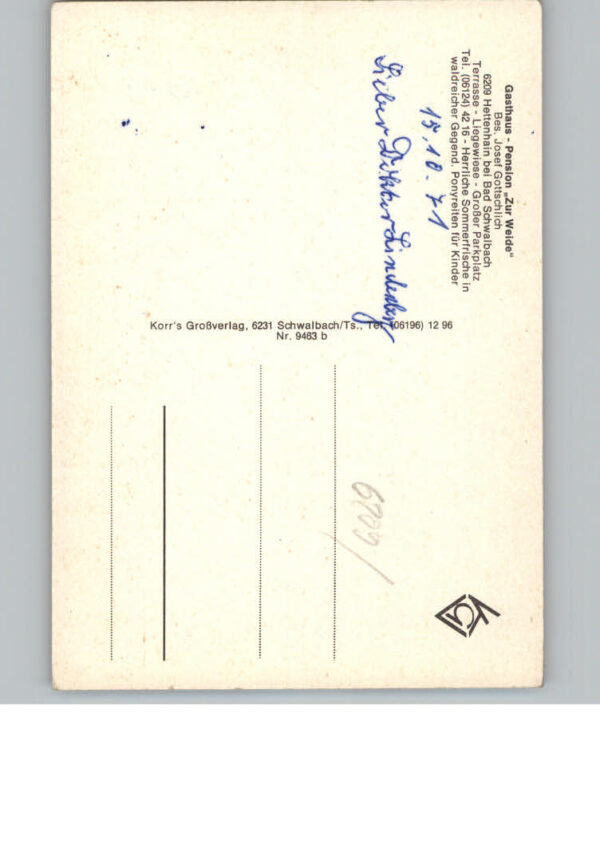 Gasthaus - Pension „Zur Weide"
Bes. Josef Gottschlich
6209 Hettenhain bei Bad Schwalbach
Terrasse - Liegewiese - Großer Parkplatz
Tel. (06124) 42 16 - Herrliche Sommerfrische in
waldreicher Gegend. Ponyreiten für Kinder
15.10.71
Lieber Doktor
Korr's Großverlag, 6231 Schwalbach/Ts., Tel. (06196) 12 96
Nr. 9463 b
6209